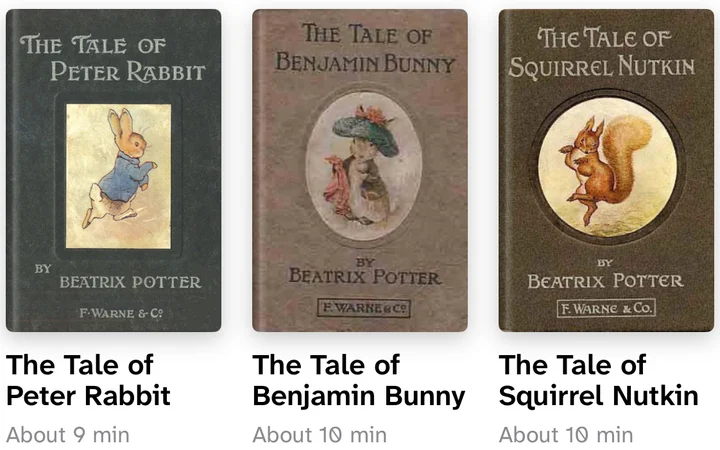 THE TALE OF
PETER RABBIT
BY
BEATRIX POTTER
F. WARNE & Co
The Tale of
Peter Rabbit
About 9 min
THE TALE OF
BENJAMIN BUNNY
BY
BEATRIX POTTER
F. WARNE & Co
The Tale of
Benjamin Bunny
About 10 min
THE TALE OF
SQUIRREL NUTKIN
BY
BEATRIX POTTER
F. WARNE & Co.
The Tale of
Squirrel Nutkin
About 10 min